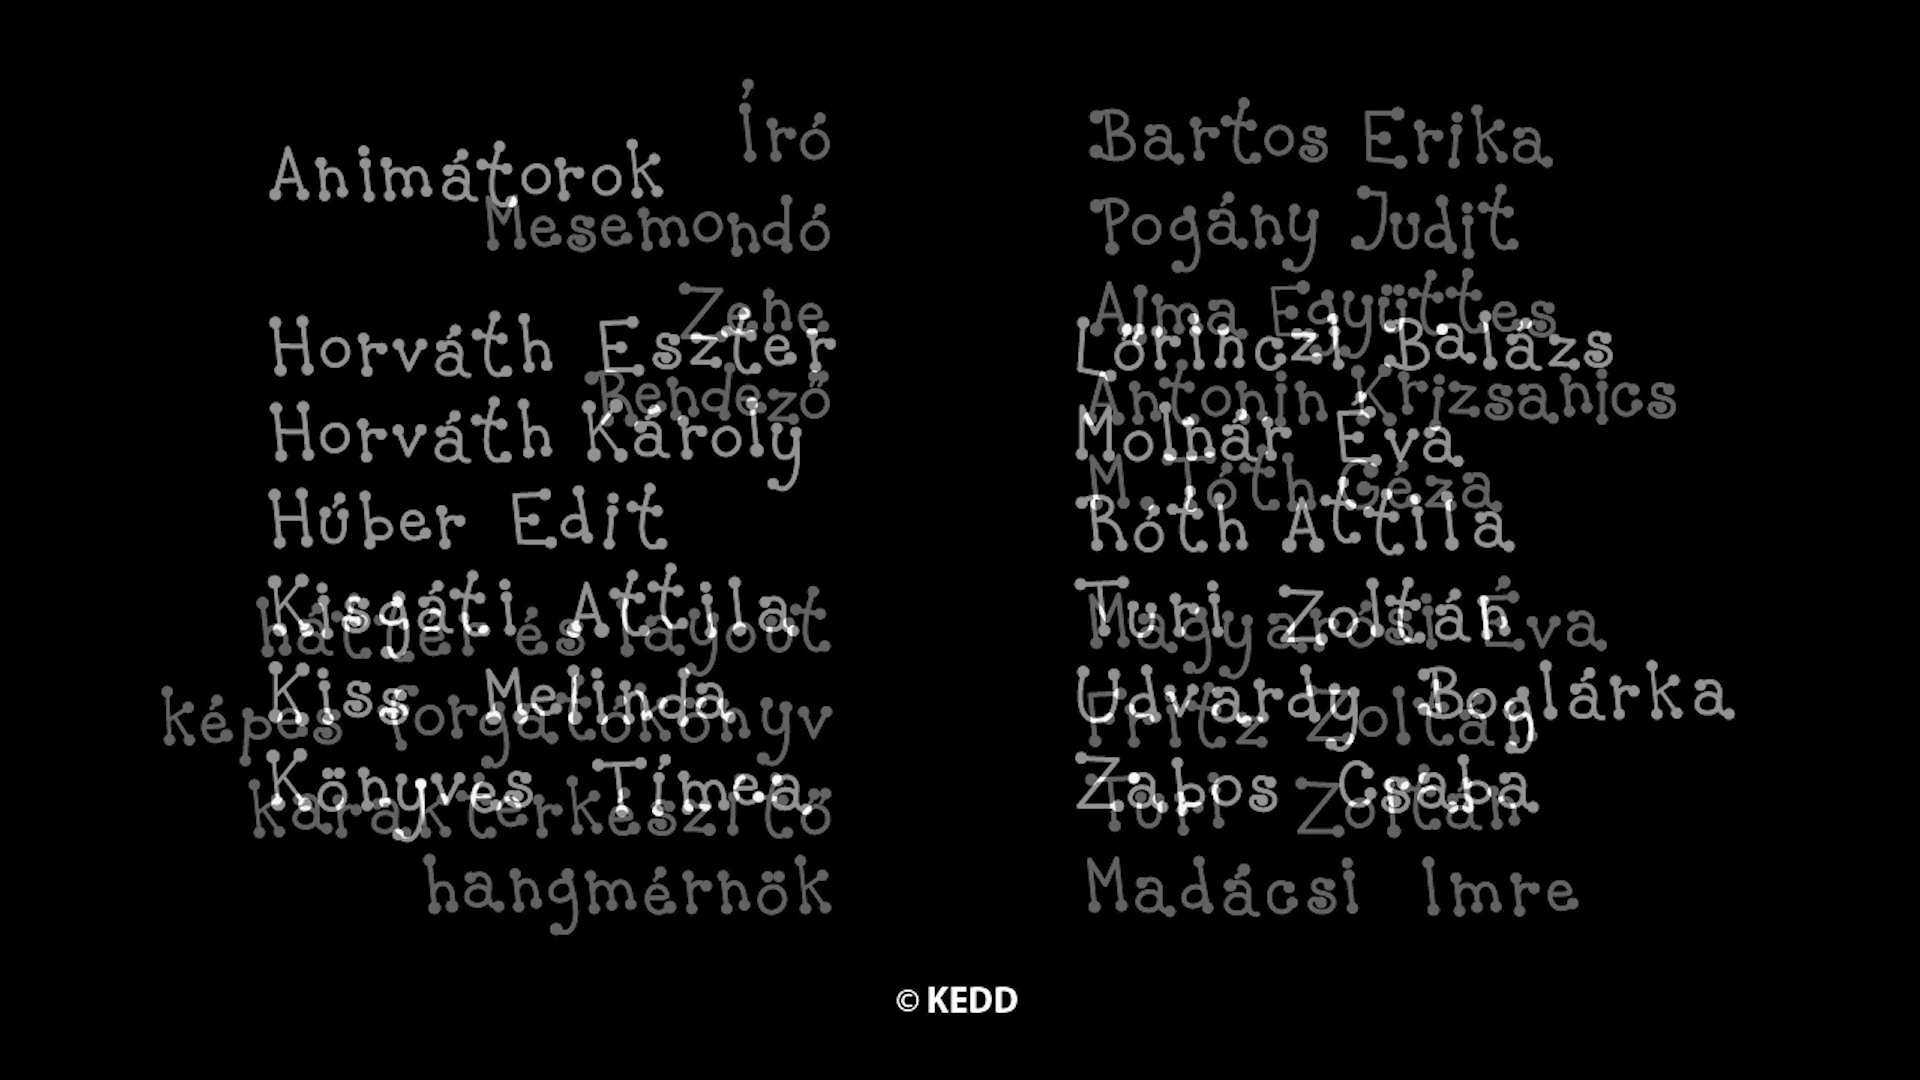 Író Bartos Erika
Mesemondó Pogány Judit
Zene Alma Együttes
Rendező Antonin Krizsanics
M. Tóth Géza
háttér és layout Magyarósi Éva
képes forgatókönyv Fritz Zoltán
karakterkészítő Turi Zoltán
hangmérnök Madácsi Imre
Animátorok
Horváth Eszter Lőrinczi Balázs
Horváth Károly Molnár Éva
Húber Edit Róth Attila
Kisgáti Attila Turi Zoltán
Kiss Melinda Udvardy Boglárka
Könyves Tímea Zabos Csaba
© KEDD